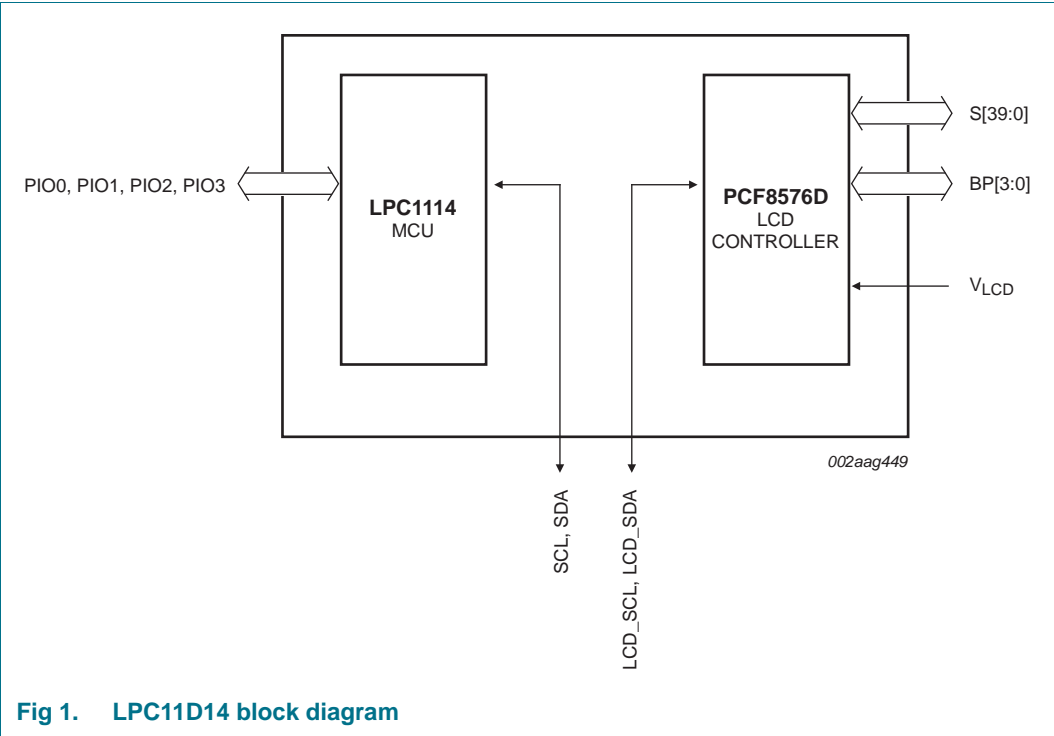 S[39:0]
PIO0, PIO1, PIO2, PIO3
LPC1114
MCU
PCF8576D
LCD
CONTROLLER
BP[3:0]
VLCD
002aag449
SCL, SDA
LCD_SCL, LCD_SDA
Fig 1. LPC11D14 block diagram